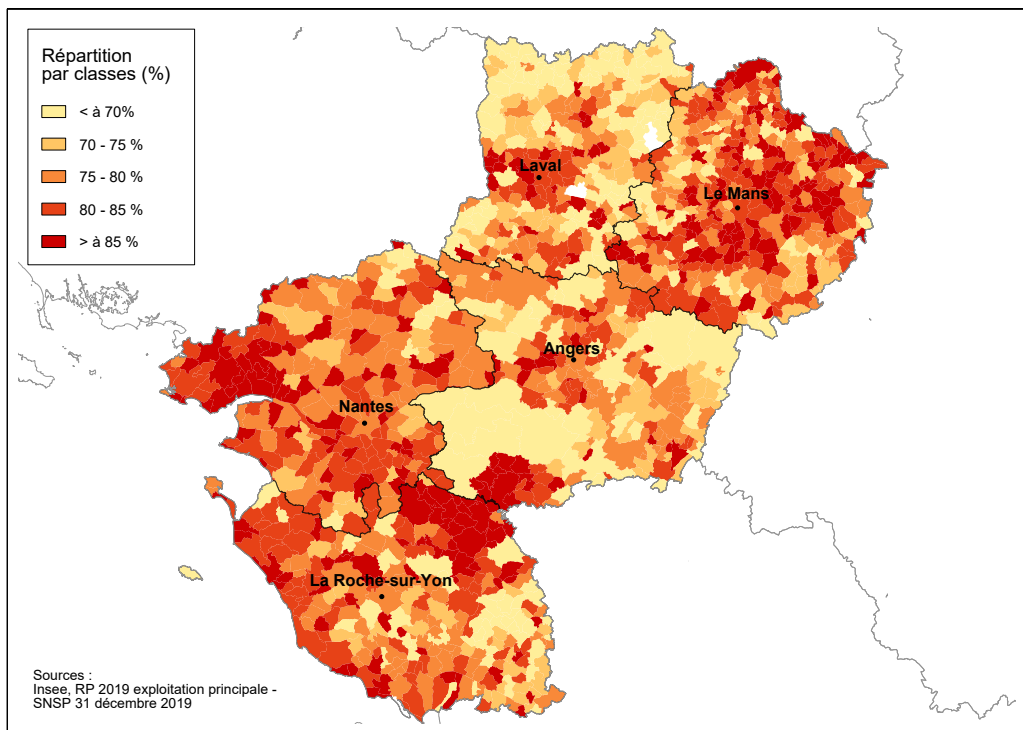 Répartition
par classes (%)
< à 70%
70 - 75 %
75 - 80 %
80 - 85 %
> à 85 %
Laval
Le Mans
Angers
Nantes
La Roche-sur-Yon
Sources :
Insee, RP 2019 exploitation principale -
SNSP 31 décembre 2019